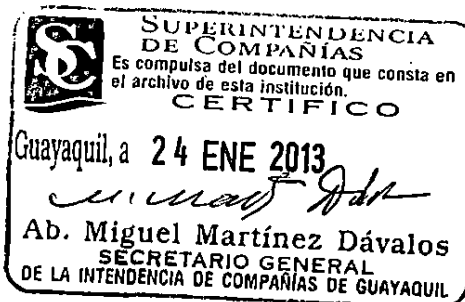 SC
SUPERINTENDENCIA
DE COMPAÑÍAS
Es compulsa del documento que consta en
el archivo de esta institución.
CERTIFICO
Guayaquil, a 24 ENE 2013
Ab. Miguel Martínez Dávalos
SECRETARIO GENERAL
DE LA INTENDENCIA DE COMPAÑÍAS DE GUAYAQUIL